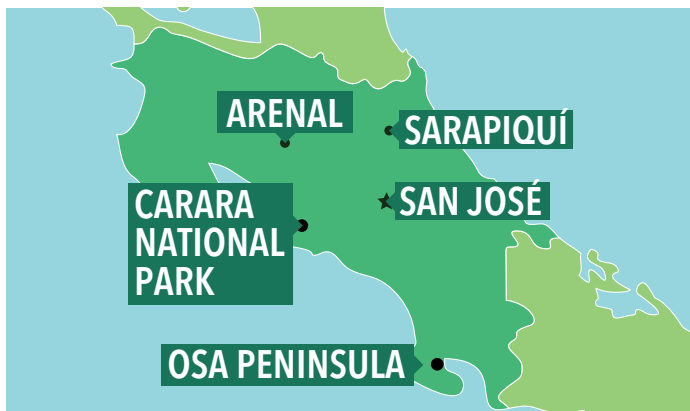 ARENAL
SARAPIQUÍ
SAN JOSÉ
CARARA
NATIONAL
PARK
OSA PENINSULA